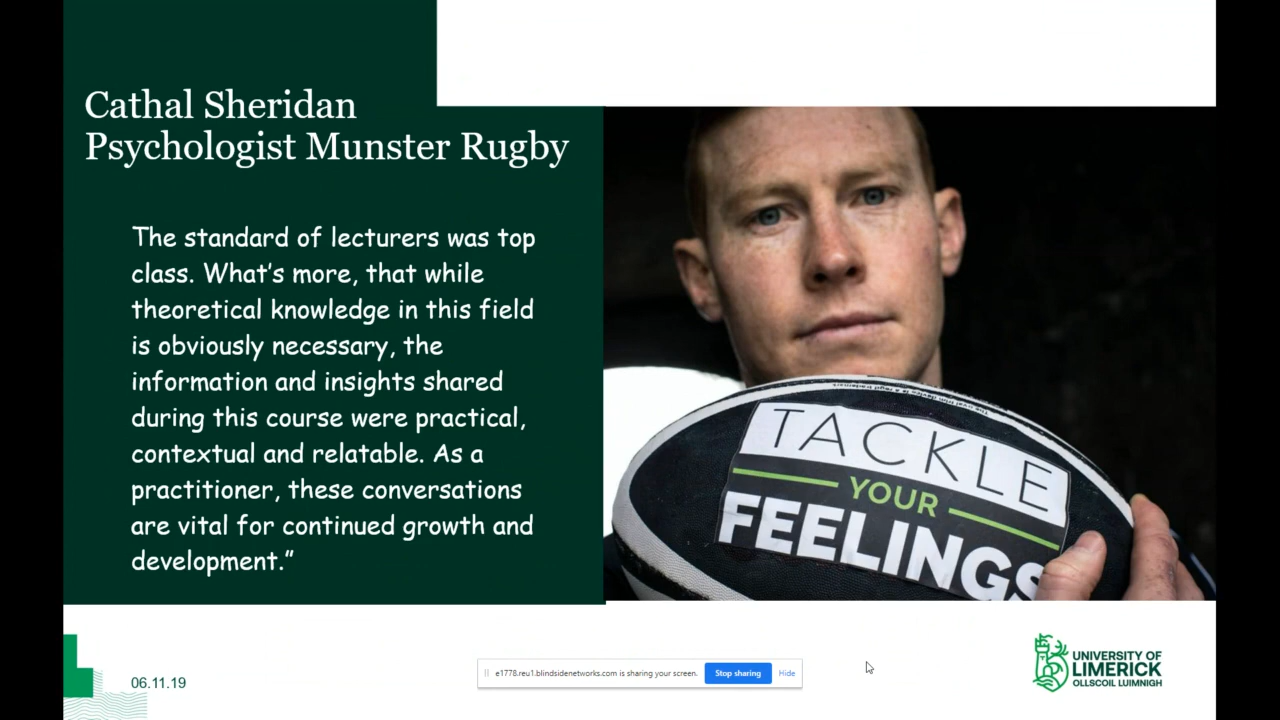 Cathal Sheridan
Psychologist Munster Rugby
The standard of lecturers was top
class. What's more, that while
theoretical knowledge in this field
is obviously necessary, the
information and insights shared
during this course were practical,
contextual and relatable. As a
practitioner, these conversations
are vital for continued growth and
development.”
TACKLE
YOUR
FEELINGS
06.11.19
e1778.reu1.blindsidenetworks.com is sharing your screen.
Stop sharing
Hide
UNIVERSITY OF
LIMERICK
OLLSCOIL LUIMNIGH